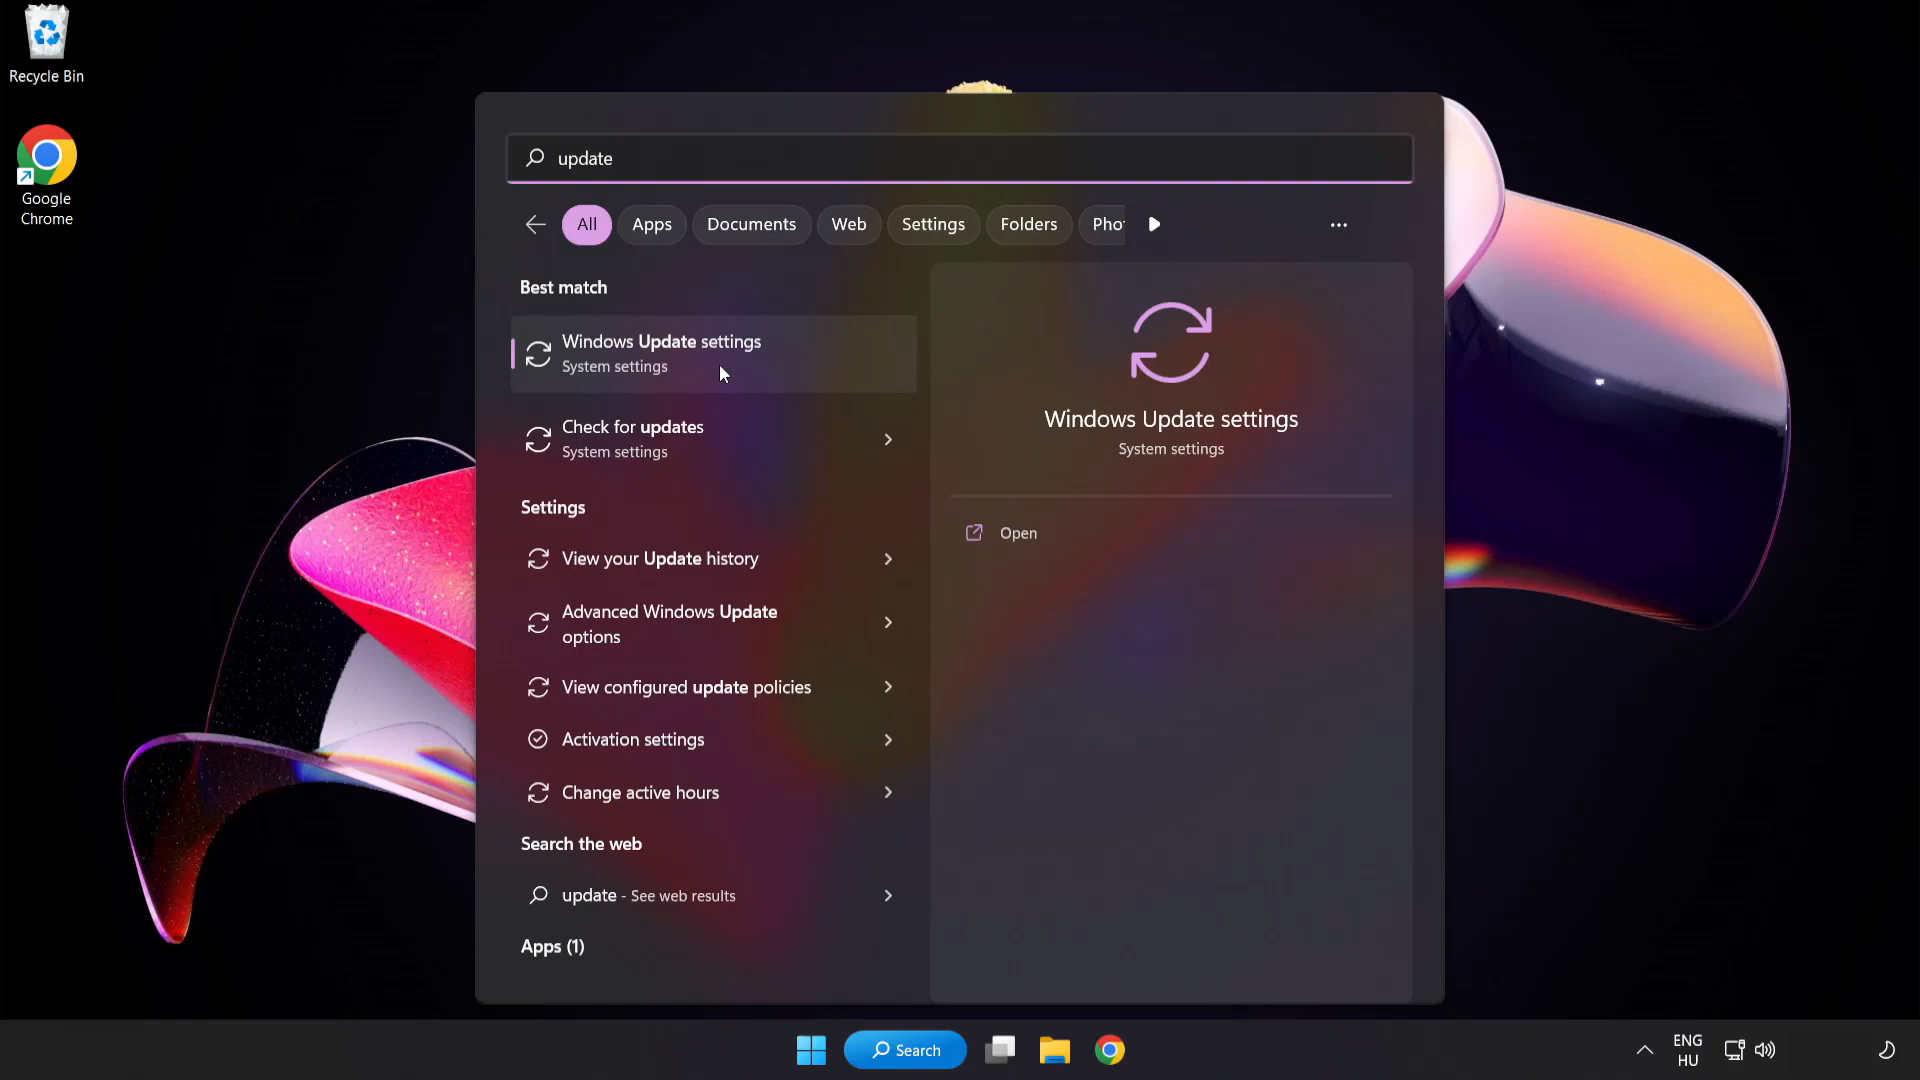 Recycle Bin
Google
Chrome
update
All
Apps
Documents
Web
Settings
Folders
Pho
Best match
Windows Update settings
System settings
Check for updates
System settings
Settings
View your Update history
Advanced Windows Update
options
View configured update policies
Activation settings
Change active hours
Search the web
update - See web results
Apps (1)
Windows Update settings
System settings
Open
Search
ENG
HU